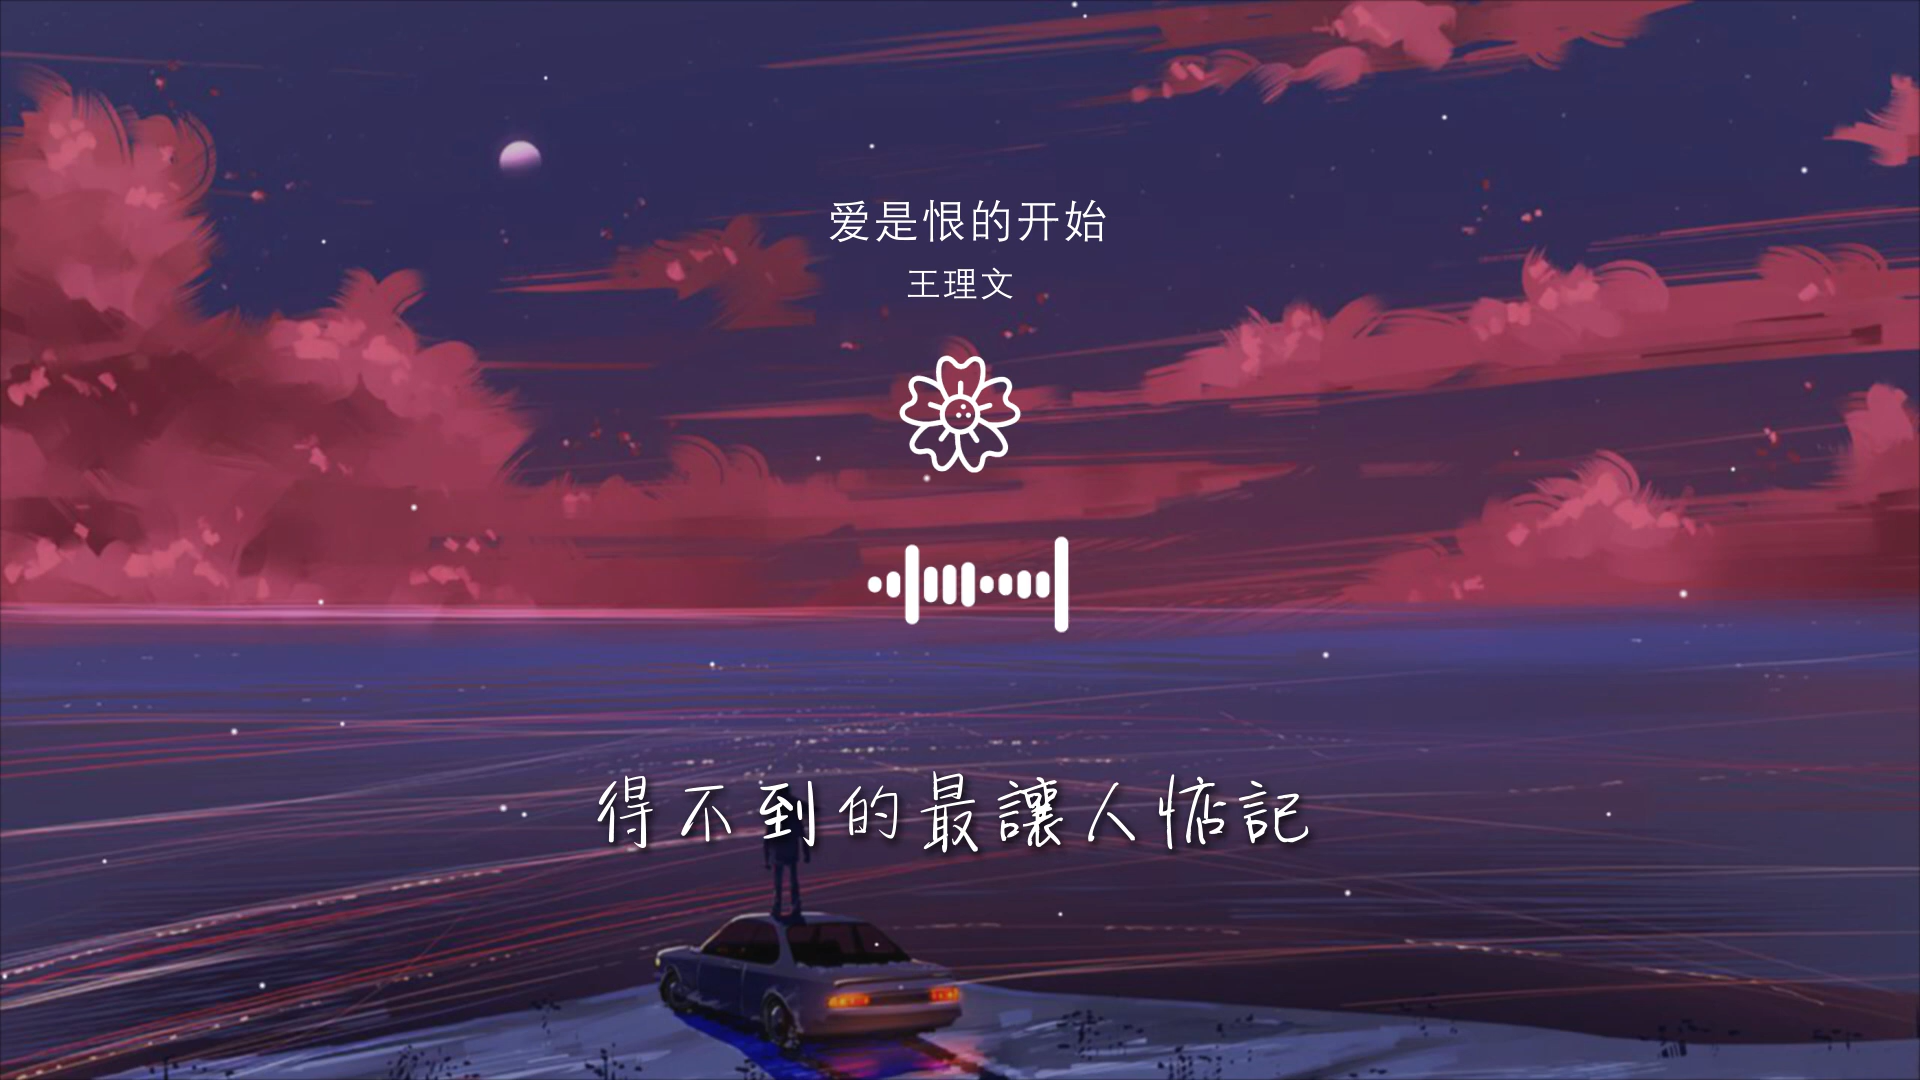 爱是恨的开始
王理文
得不到的最讓人惦記